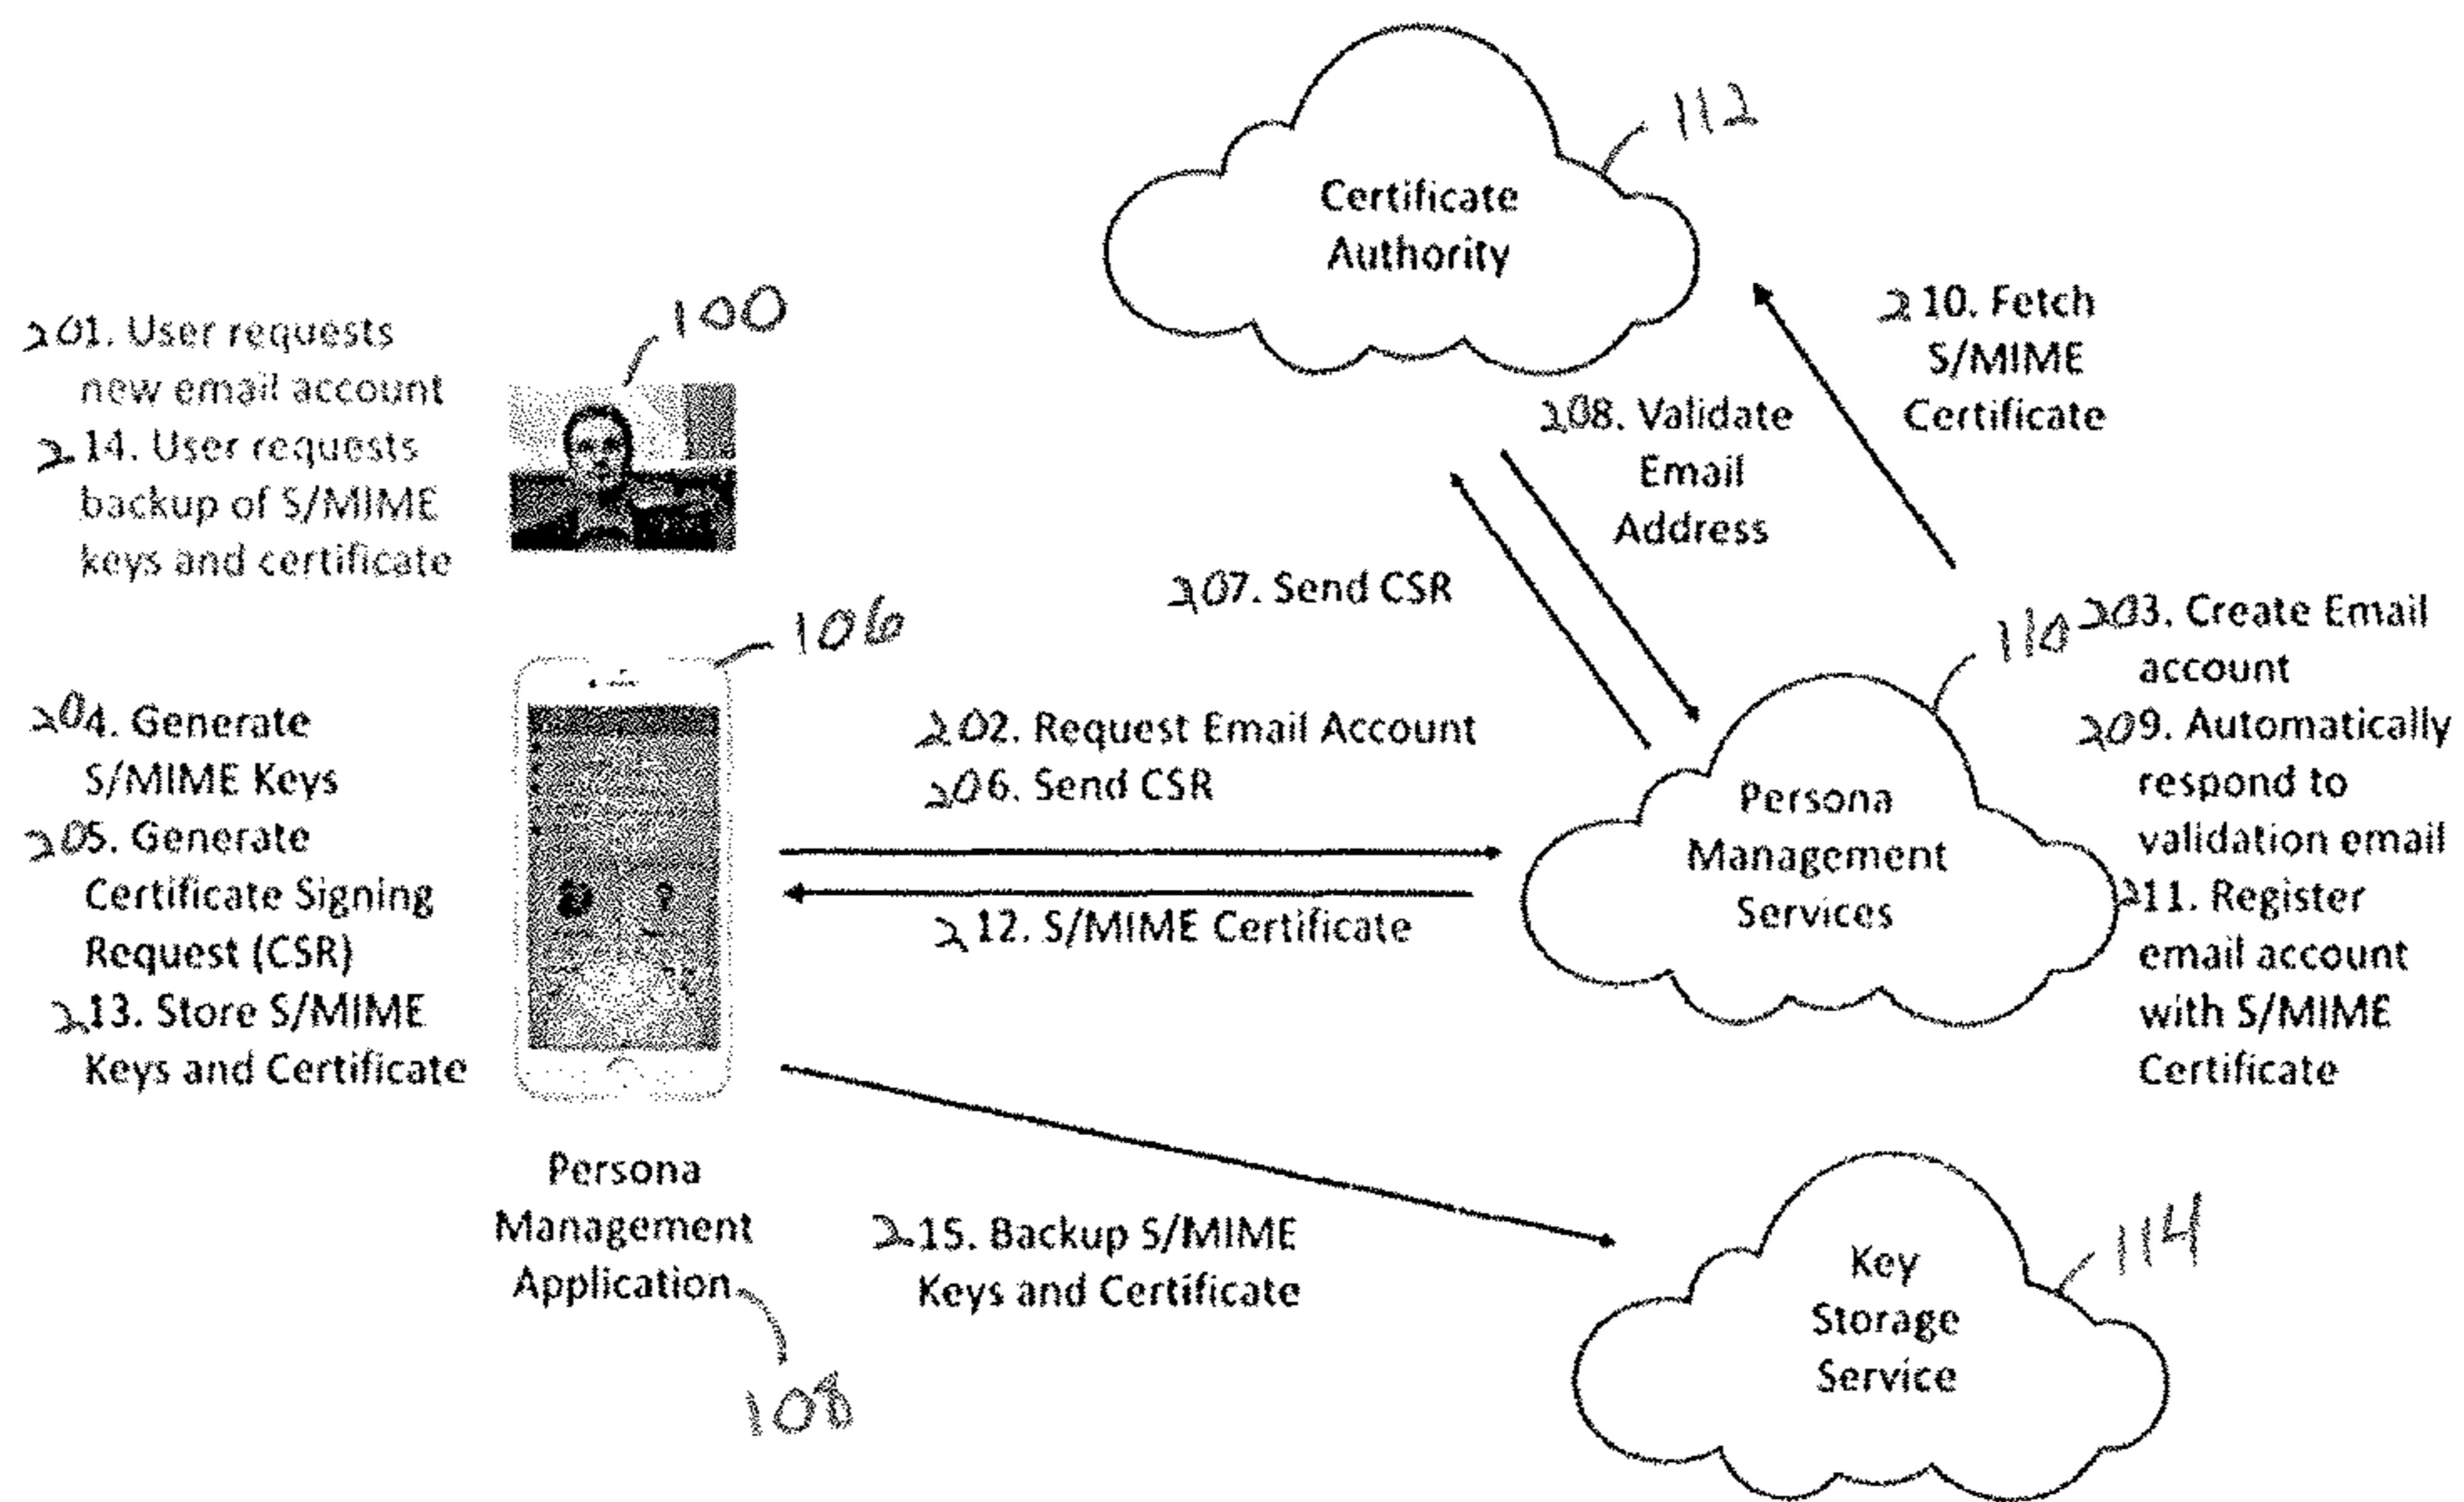 112
Certificate
Authority
100
201. User requests
new email account
214. User requests
backup of S/MIME
keys and certificate
210. Fetch
S/MIME
Certificate
208. Validate
Email
Address
207. Send CSR
106
204. Generate
S/MIME Keys
205. Generate
Certificate Signing
Request (CSR)
213. Store S/MIME
Keys and Certificate
202. Request Email Account
206. Send CSR
212. S/MIME Certificate
110
Persona
Management
Services
203. Create Email
account
209. Automatically
respond to
validation email
211. Register
email account
with S/MIME
Certificate
Persona
Management
Application
108
215. Backup S/MIME
Keys and Certificate
114
Key
Storage
Service